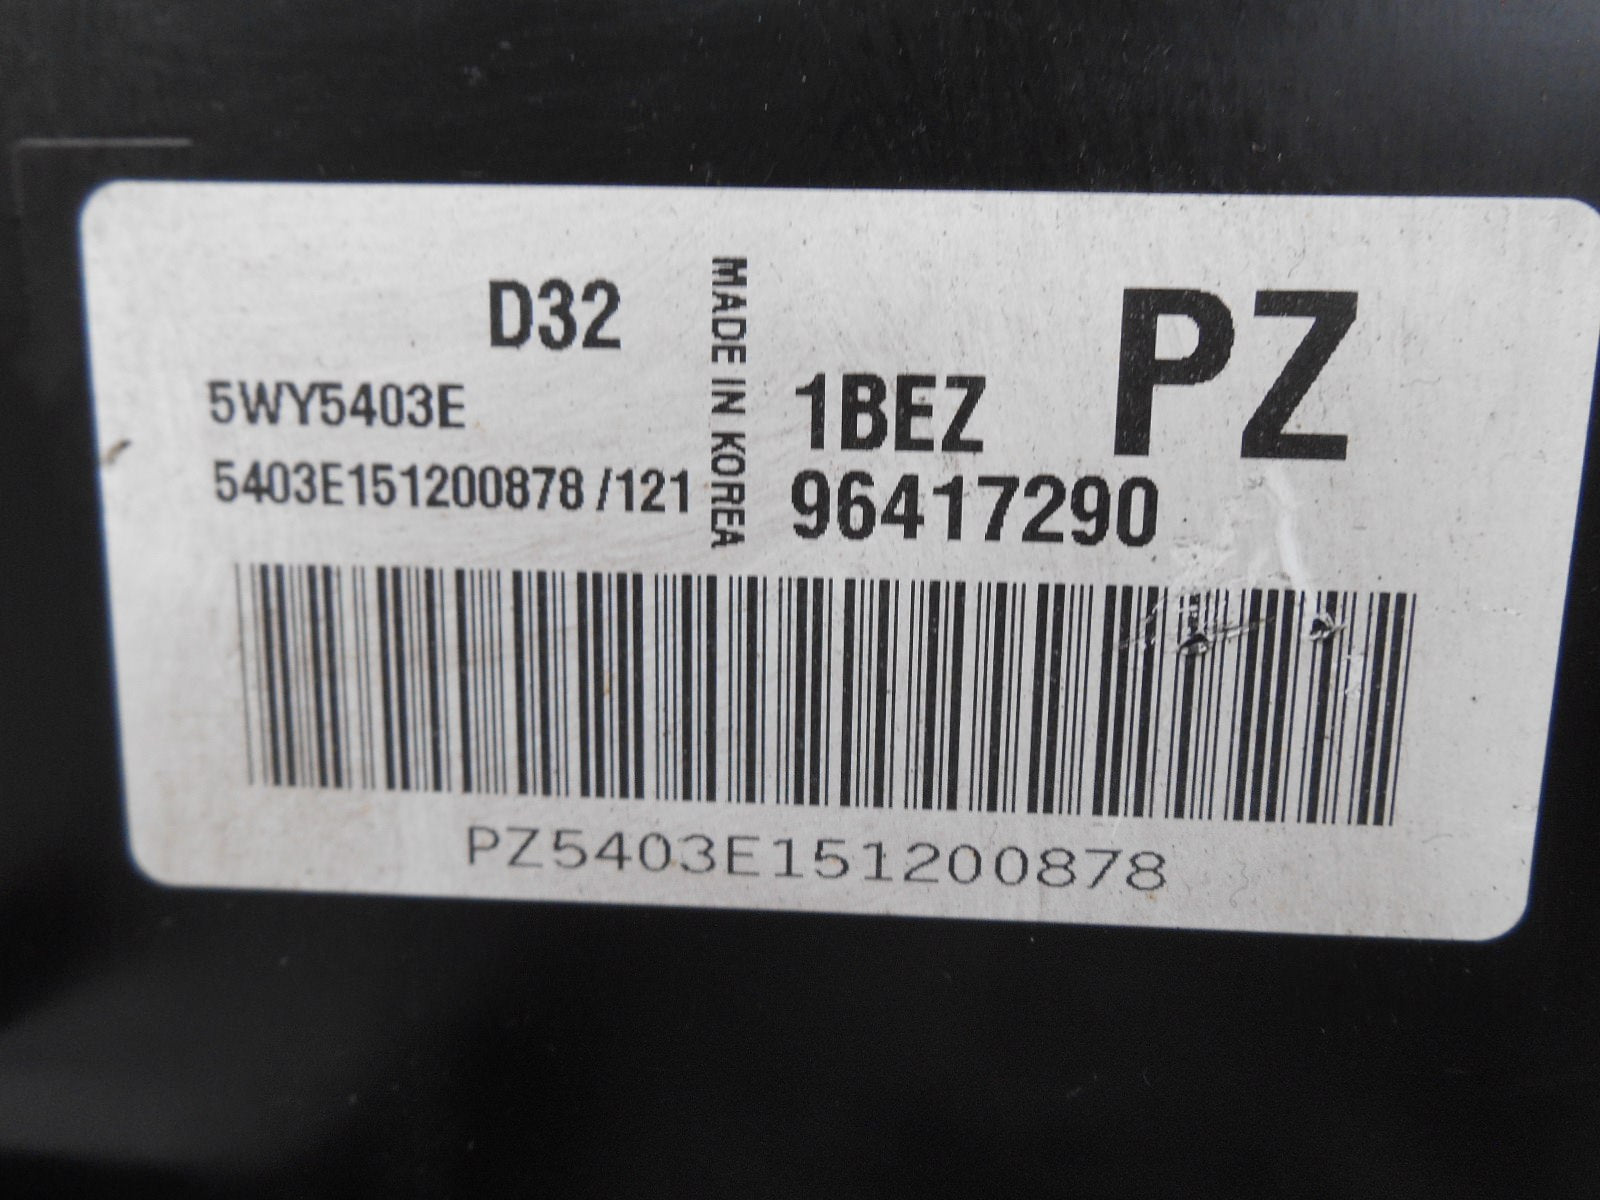 D32
5WY5403E
5403E151200878 /121
MADE IN KOREA
PZ
1BEZ
96417290
PZ5403E151200878